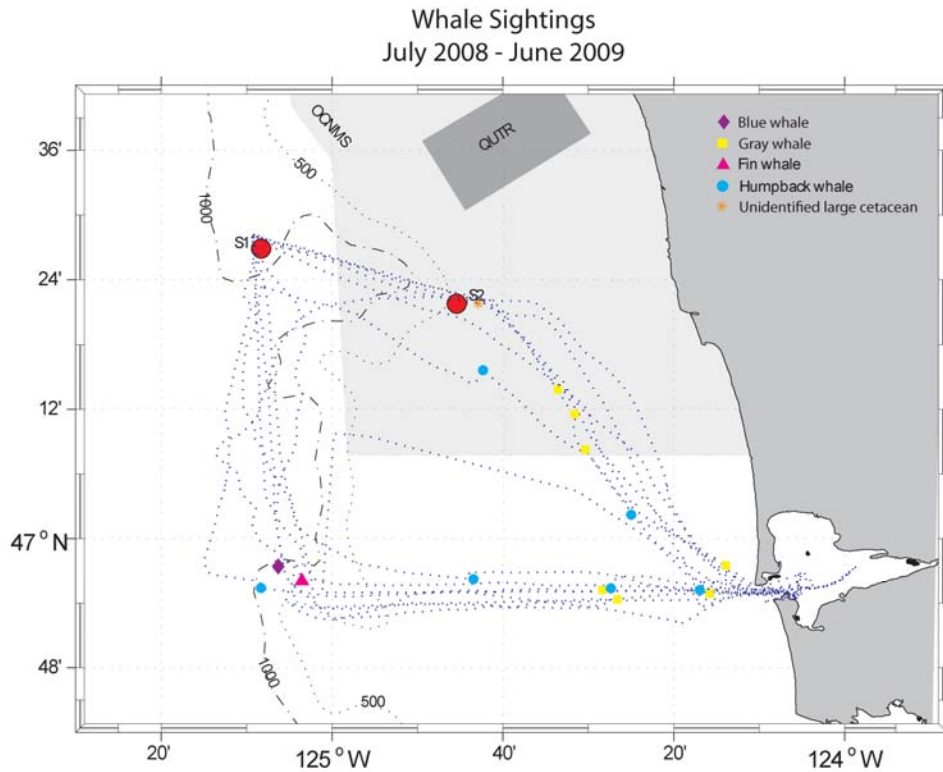 Whale Sightings
July 2008 - June 2009
OCNMS
QUTR
Blue whale
Gray whale
Fin whale
Humpback whale
Unidentified large cetacean
36'
500
1000
S1
24'
S2
12'
47° N
48'
1000
500
20'
125° W
40'
20'
124° W